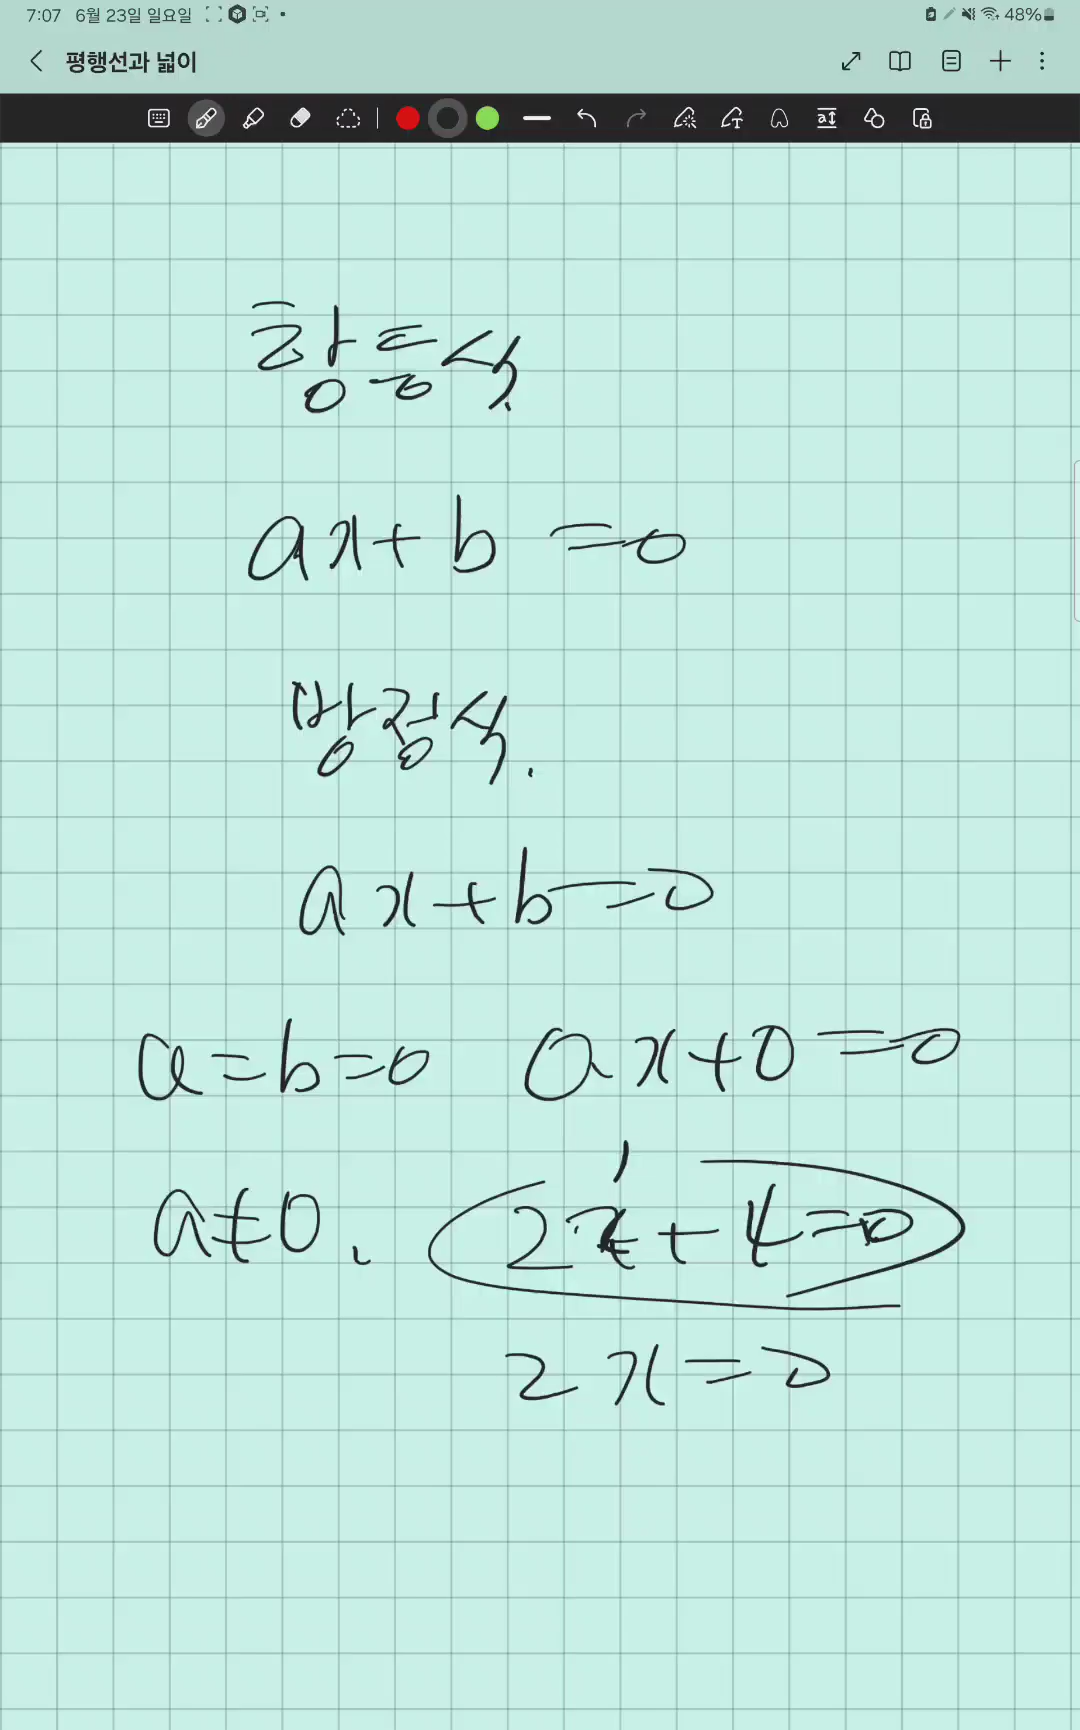 7:07 6월 23일 일요일 48%
평행선과 넓이
항등식.
ax+b=0
방정식.
ax+b=0
a=b=0 0x+0=0
a≠0. 2x+4=0
2x=0